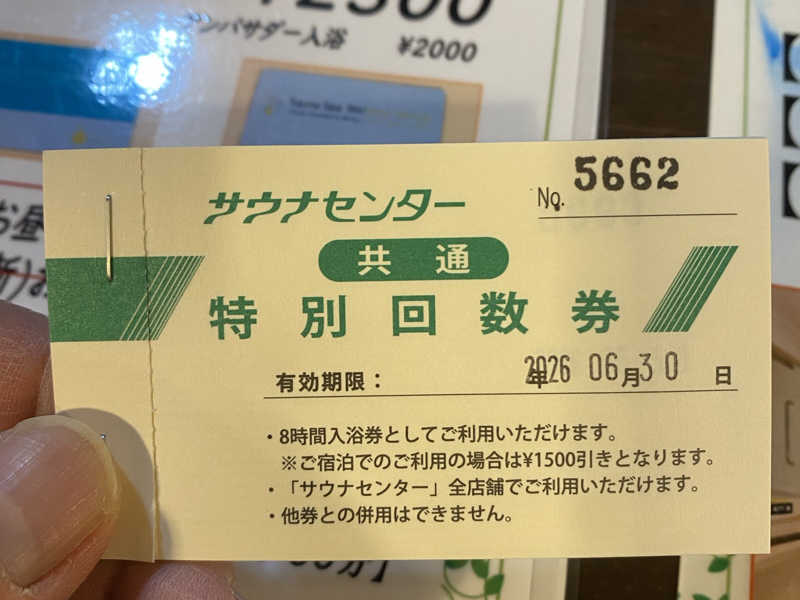 ンバサダー入浴 ¥2000
サウナセンター
No. 5662
共通
特別回数券
有効期限： 2026年 06月30日
・8時間入浴券としてご利用いただけます。
※ご宿泊でのご利用の場合は¥1500引きとなります。
・「サウナセンター」全店舗でご利用いただけます。
・他券との併用はできません。